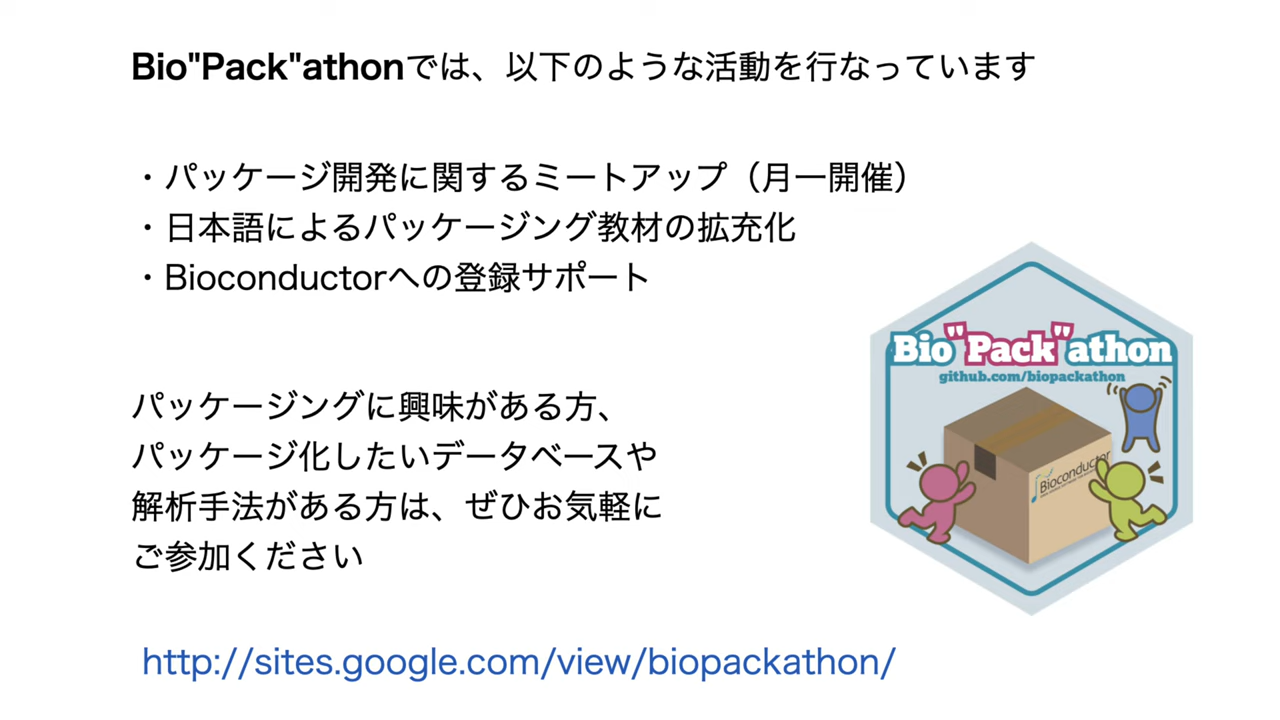 Bio"Pack"athonでは、以下のような活動を行なっています
・パッケージ開発に関するミートアップ（月一開催）
・日本語によるパッケージング教材の拡充化
・Bioconductorへの登録サポート
Bio"Pack"athon
github.com/biopackathon
Bioconductor
パッケージングに興味がある方、
パッケージ化したいデータベースや
解析手法がある方は、ぜひお気軽に
ご参加ください
http://sites.google.com/view/biopackathon/